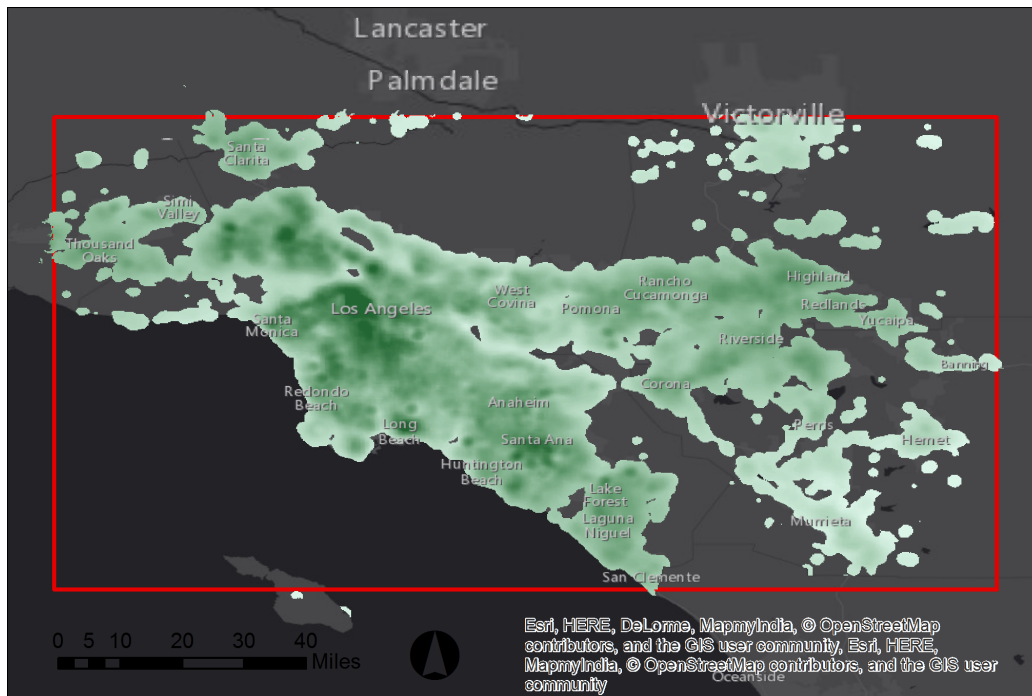 Lancaster
Palmdale
Victorville
Santa
Clarita
Simi
Valley
Thousand
Oaks
Highland
Rancho
Cucamonga
West
Covina
Redlands
Pomona
Los Angeles
Yucaipa
Santa
Monica
Riverside
Banning
Corona
Redondo
Beach
Anaheim
Long
Beach
Perris
Santa Ana
Hemet
Huntington
Beach
Lake
Forest
Laguna
Niguel
Murrieta
San Clemente
0 5 10 20 30 40
Miles
Esri, HERE, DeLorme, MapmyIndia, © OpenStreetMap
contributors, and the GIS user community, Esri, HERE,
MapmyIndia, © OpenStreetMap contributors, and the GIS user
community
Oceanside